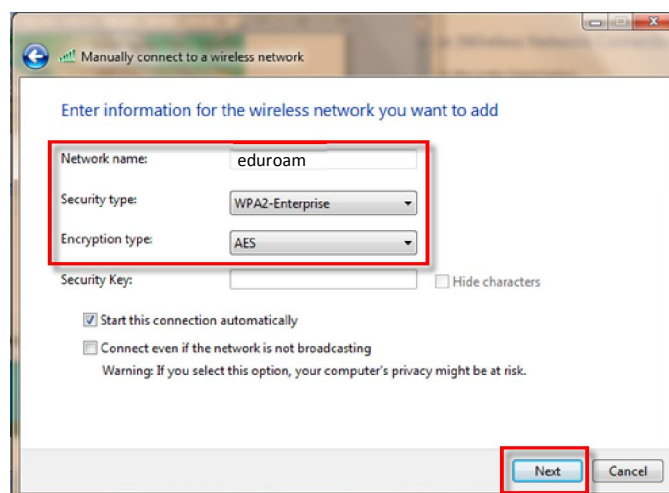 Manually connect to a wireless network
Enter information for the wireless network you want to add
Network name: eduroam
Security type: WPA2-Enterprise
Encryption type: AES
Security Key: Hide characters
Start this connection automatically
Connect even if the network is not broadcasting
Warning: If you select this option, your computer's privacy might be at risk.
Next Cancel